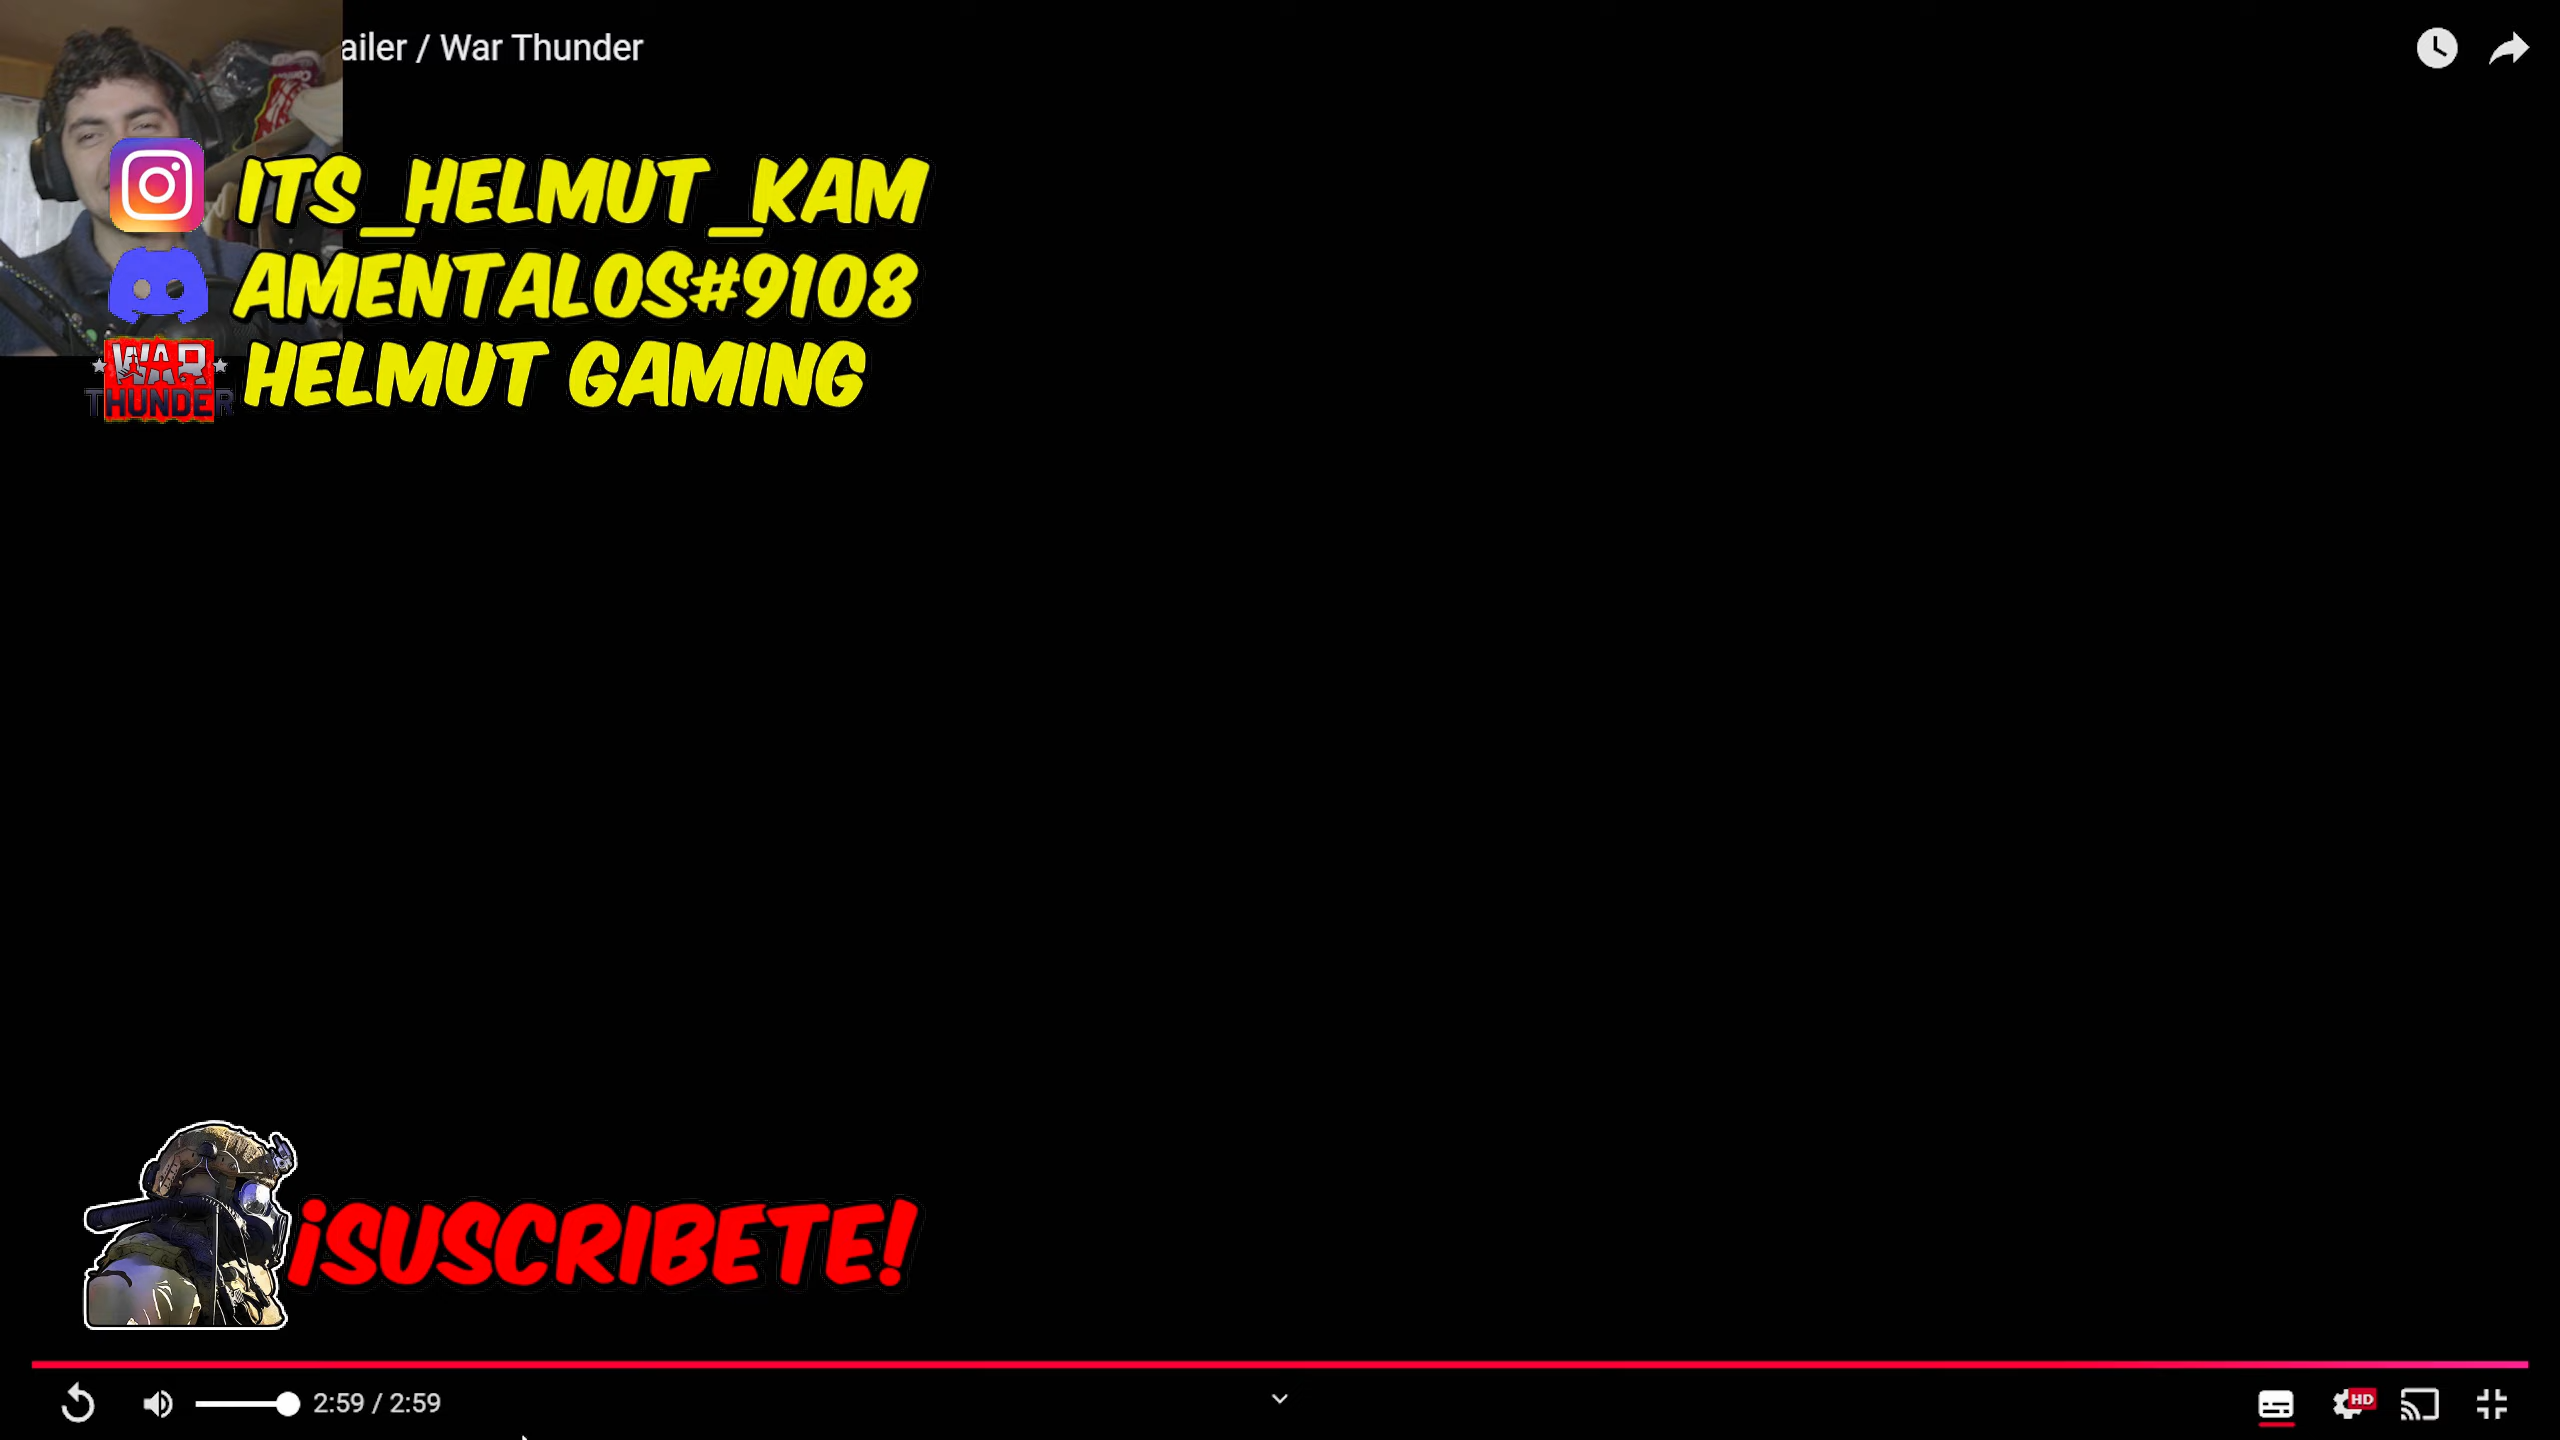 ailer / War Thunder
ITS_HELMUT_KAM
AMENTALOS#9108
WAR THUNDER
HELMUT GAMING
¡SUSCRIBETE!
2:59 / 2:59
HD